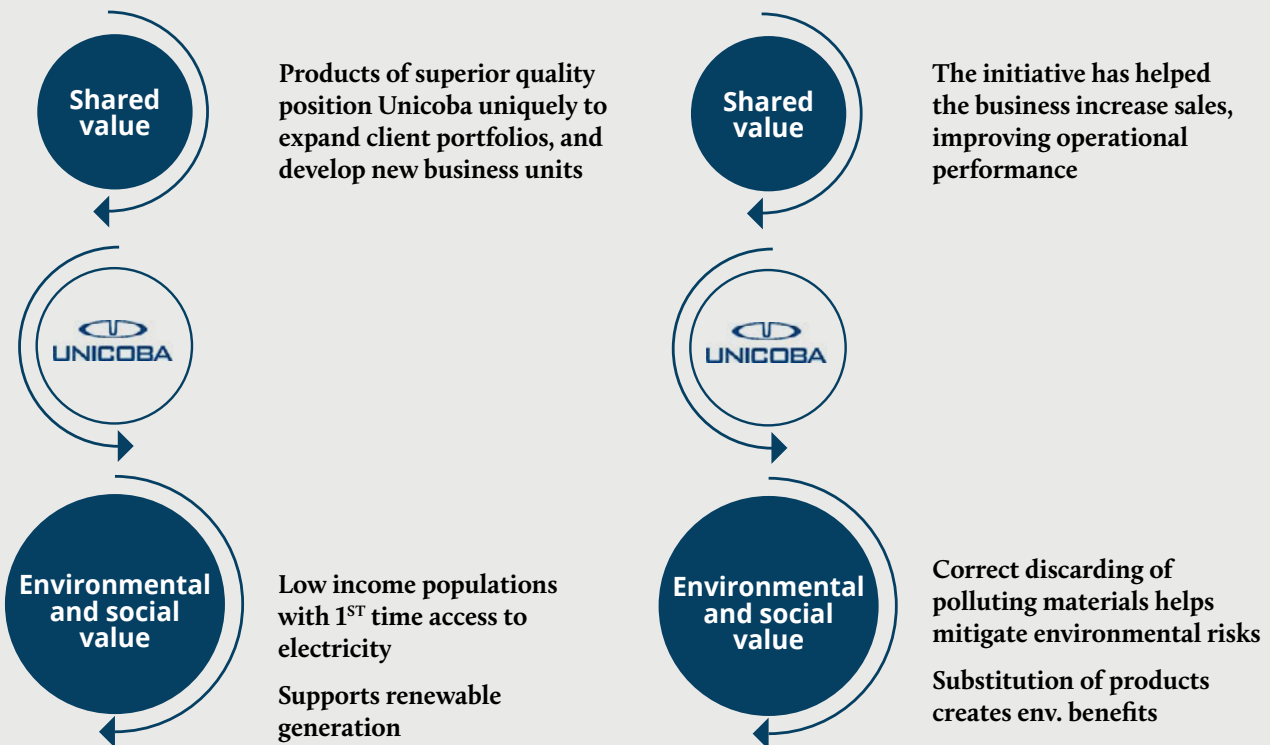 Shared
value
Products of superior quality
position Unicoba uniquely to
expand client portfolios, and
develop new business units
UNICOBA
Environmental
and social
value
Low income populations
with 1ST time access to
electricity
Supports renewable
generation
Shared
value
The initiative has helped
the business increase sales,
improving operational
performance
UNICOBA
Environmental
and social
value
Correct discarding of
polluting materials helps
mitigate environmental risks
Substitution of products
creates env. benefits